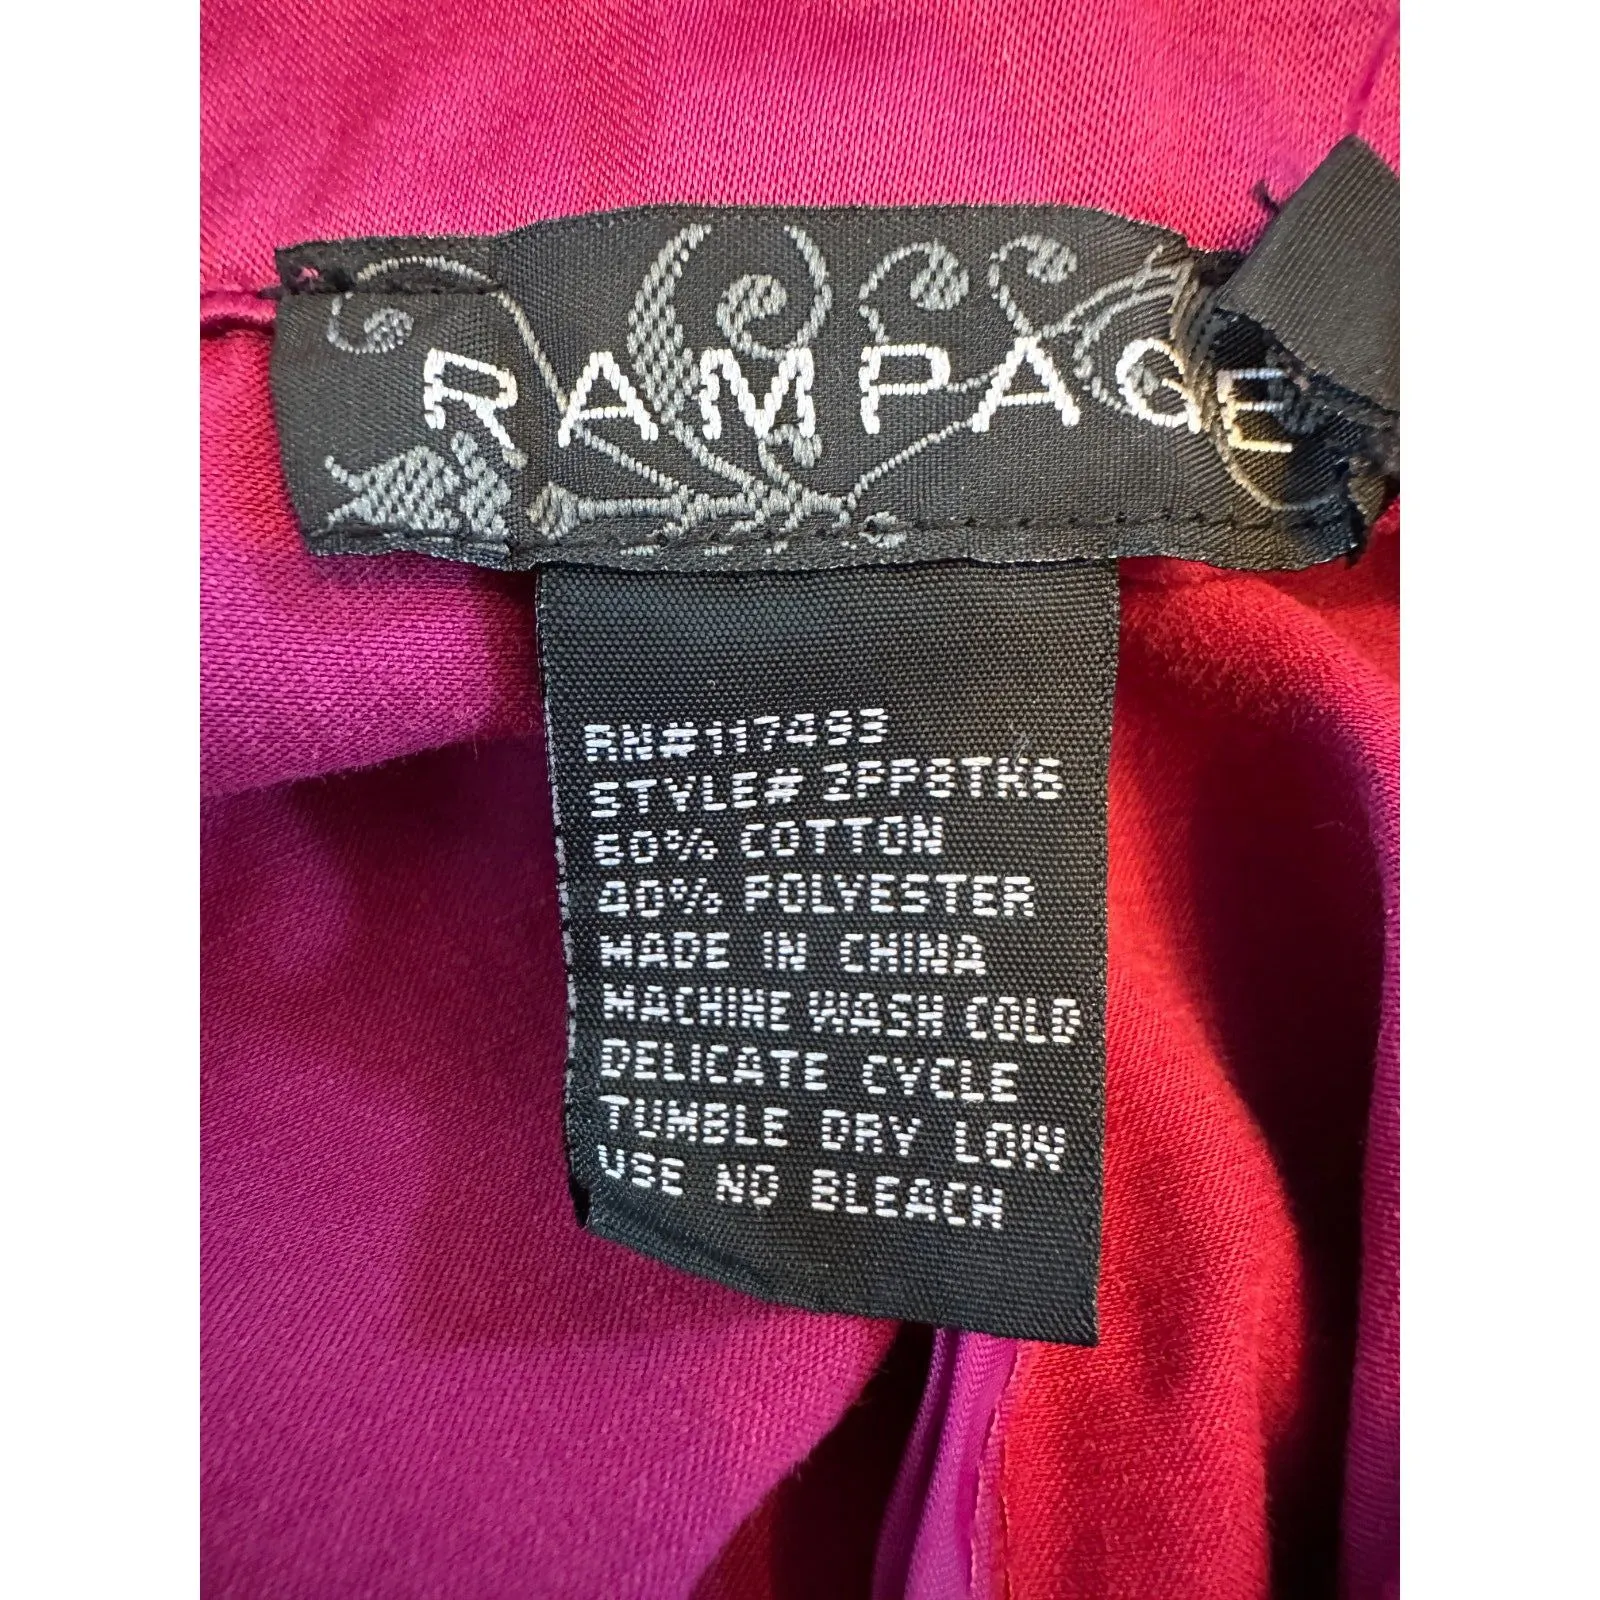 RAMPAGE
RN#117493
STYLE# 2PP8TK6
60% COTTON
40% POLYESTER
MADE IN CHINA
MACHINE WASH COLD
DELICATE CYCLE
TUMBLE DRY LOW
USE NO BLEACH